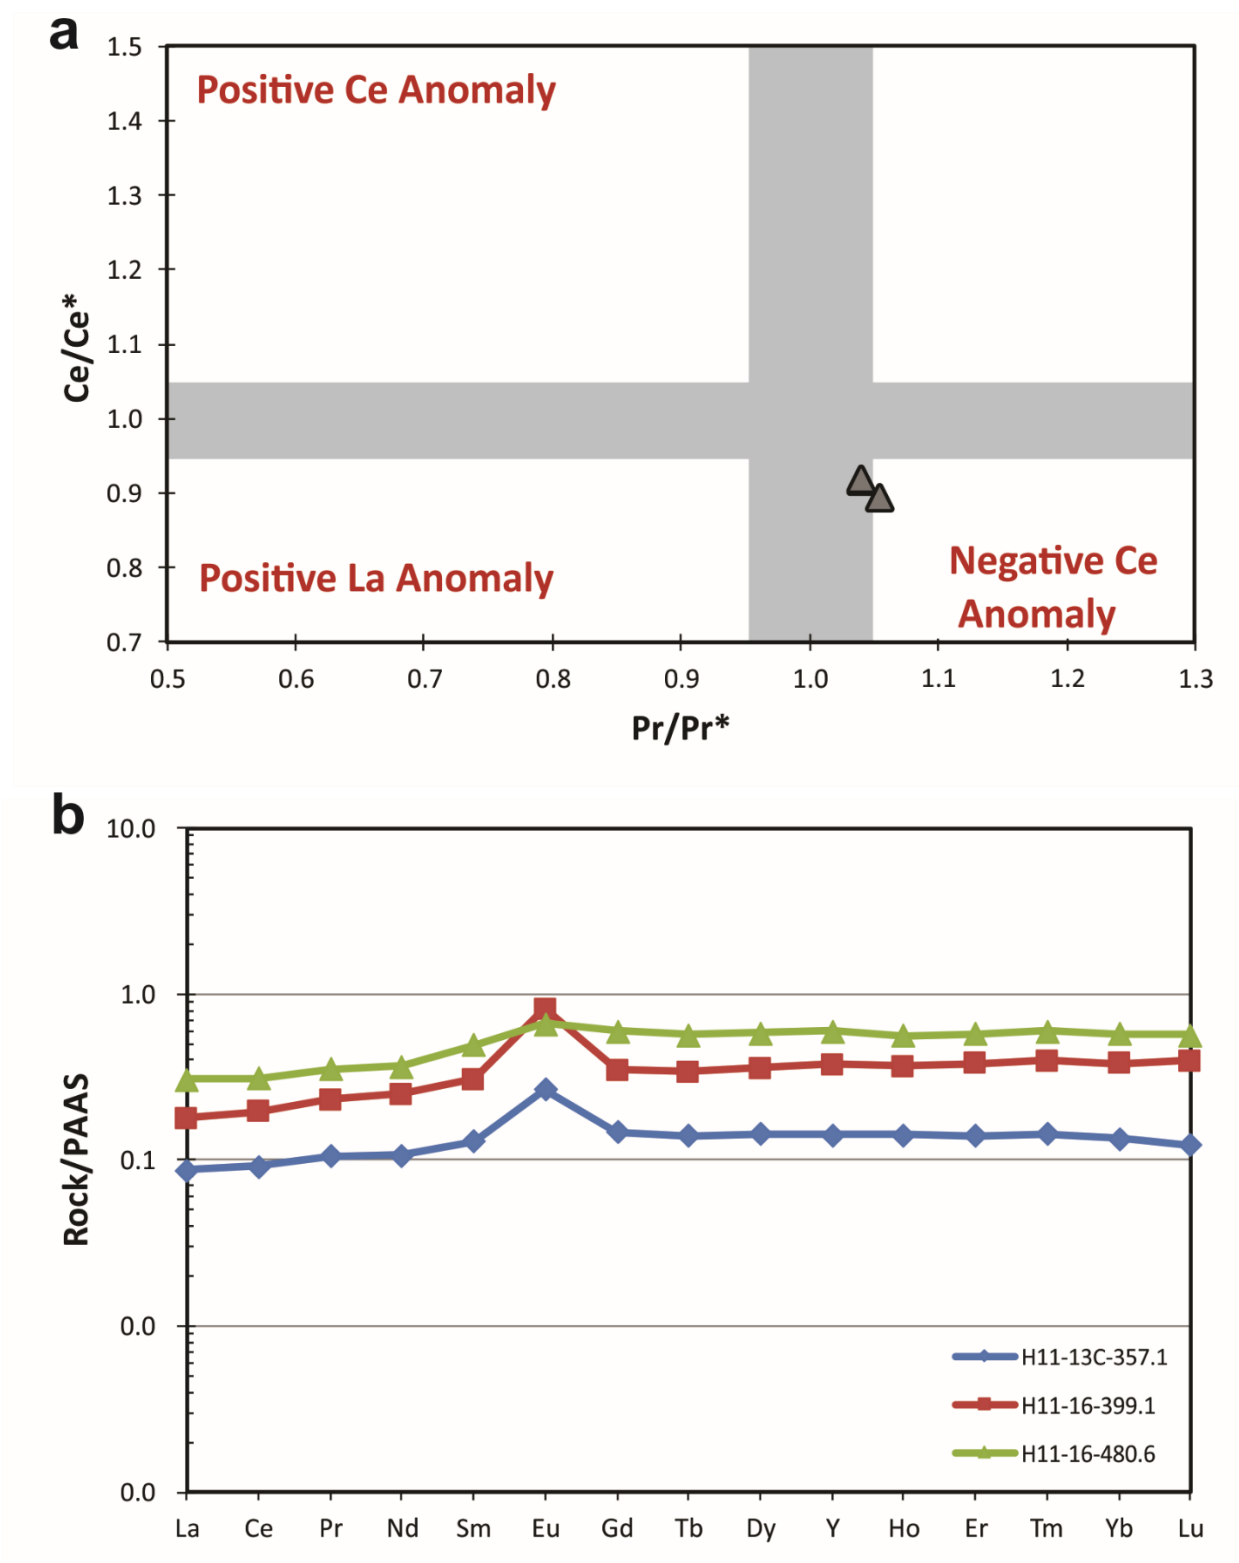 a
1.5
1.4
1.3
1.2
1.1
1.0
0.9
0.8
0.7
Ce/Ce*
Positive Ce Anomaly
Positive La Anomaly
Negative Ce
Anomaly
0.5 0.6 0.7 0.8 0.9 1.0 1.1 1.2 1.3
Pr/Pr*
b
10.0
1.0
0.1
0.0
0.0
Rock/PAAS
H11-13C-357.1
H11-16-399.1
H11-16-480.6
La Ce Pr Nd Sm Eu Gd Tb Dy Y Ho Er Tm Yb Lu